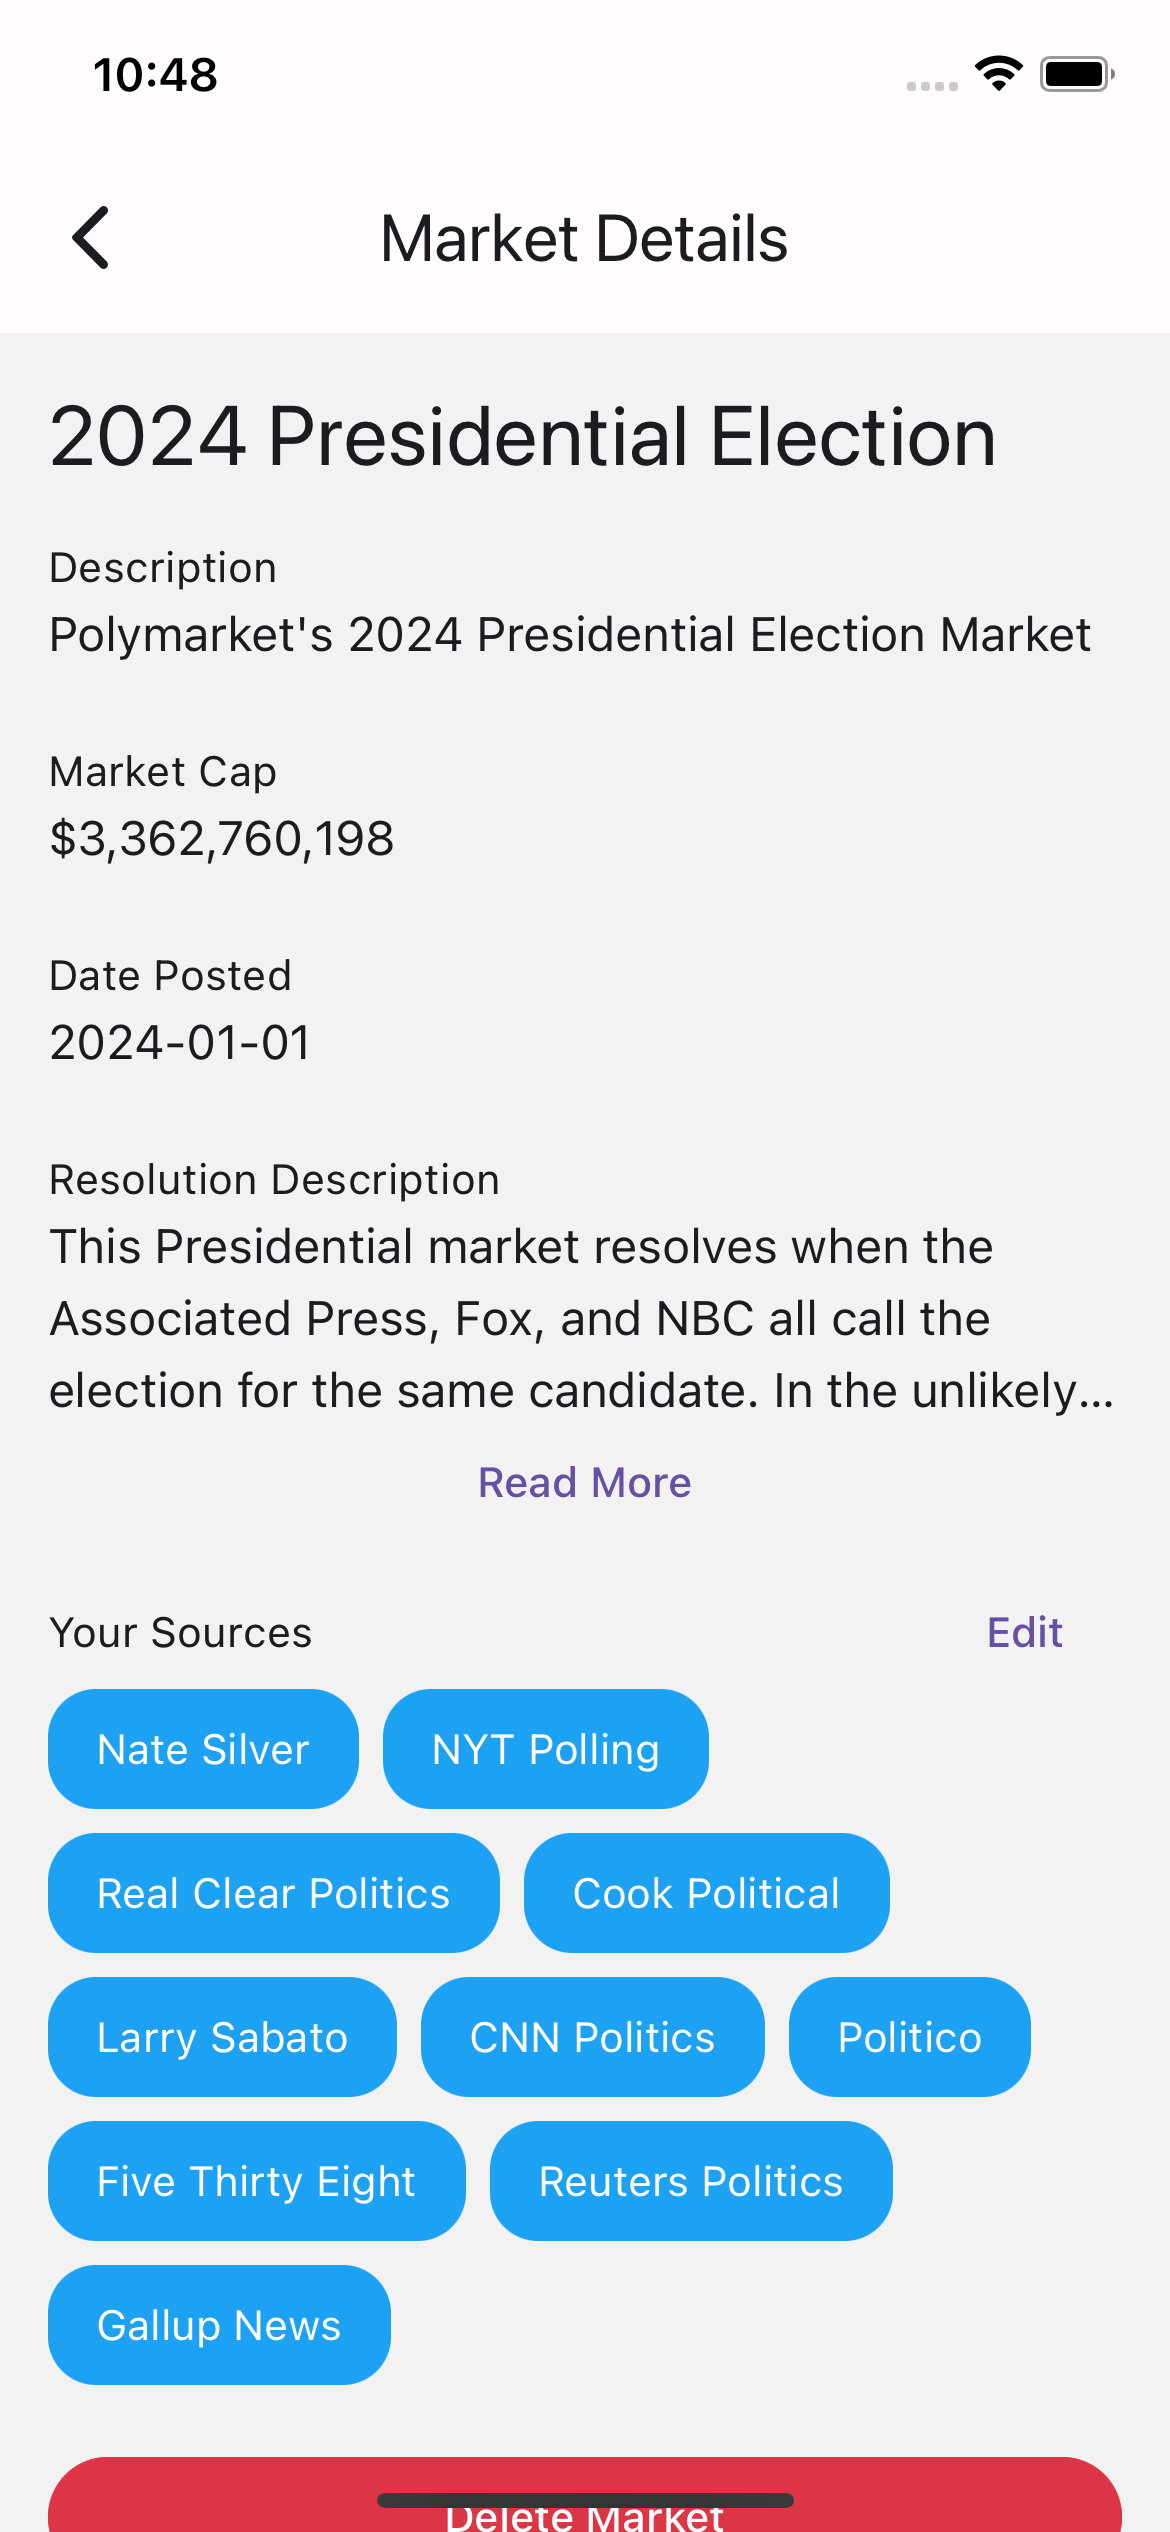 10:48
Market Details
2024 Presidential Election
Description
Polymarket's 2024 Presidential Election Market
Market Cap
$3,362,760,198
Date Posted
2024-01-01
Resolution Description
This Presidential market resolves when the
Associated Press, Fox, and NBC all call the
election for the same candidate. In the unlikely...
Read More
Your Sources
Edit
Nate Silver
NYT Polling
Real Clear Politics
Cook Political
Larry Sabato
CNN Politics
Politico
Five Thirty Eight
Reuters Politics
Gallup News
Delete Market